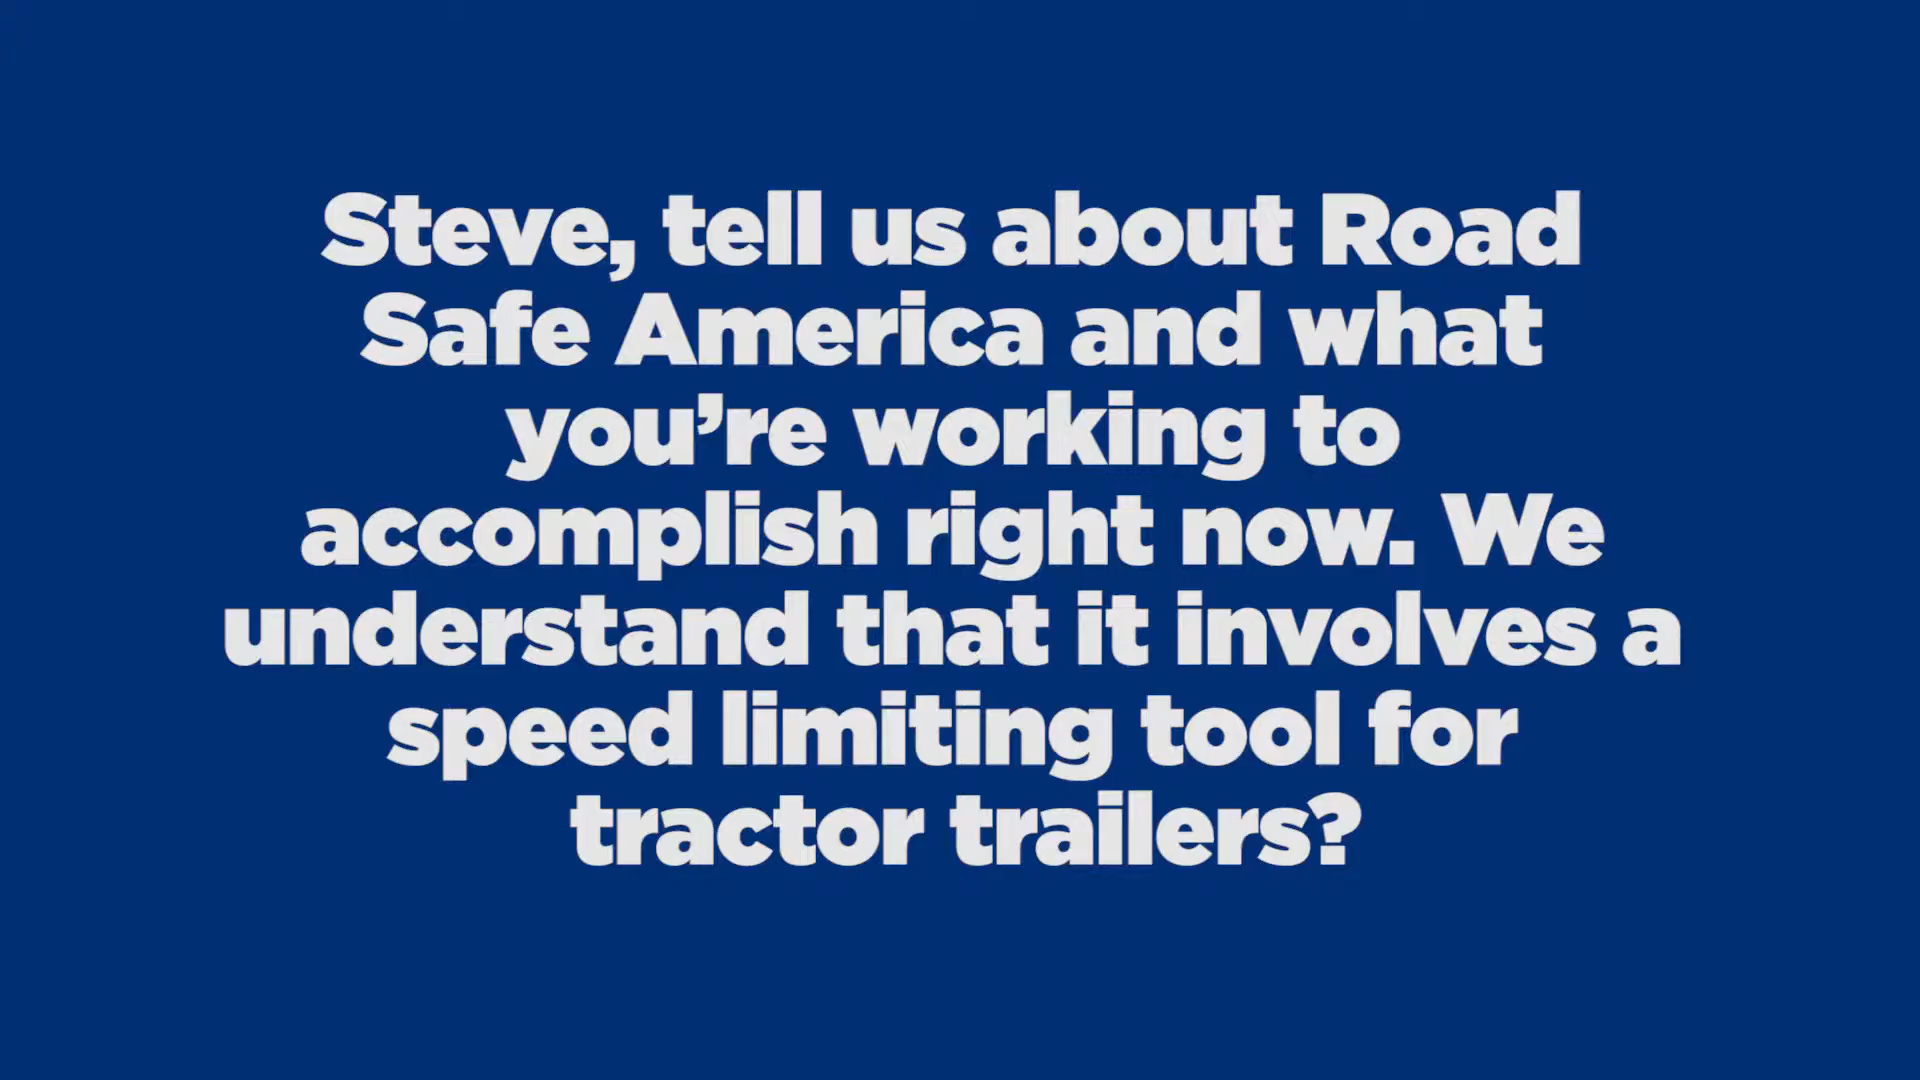 Steve, tell us about Road
Safe America and what
you’re working to
accomplish right now. We
understand that it involves a
speed limiting tool for
tractor trailers?